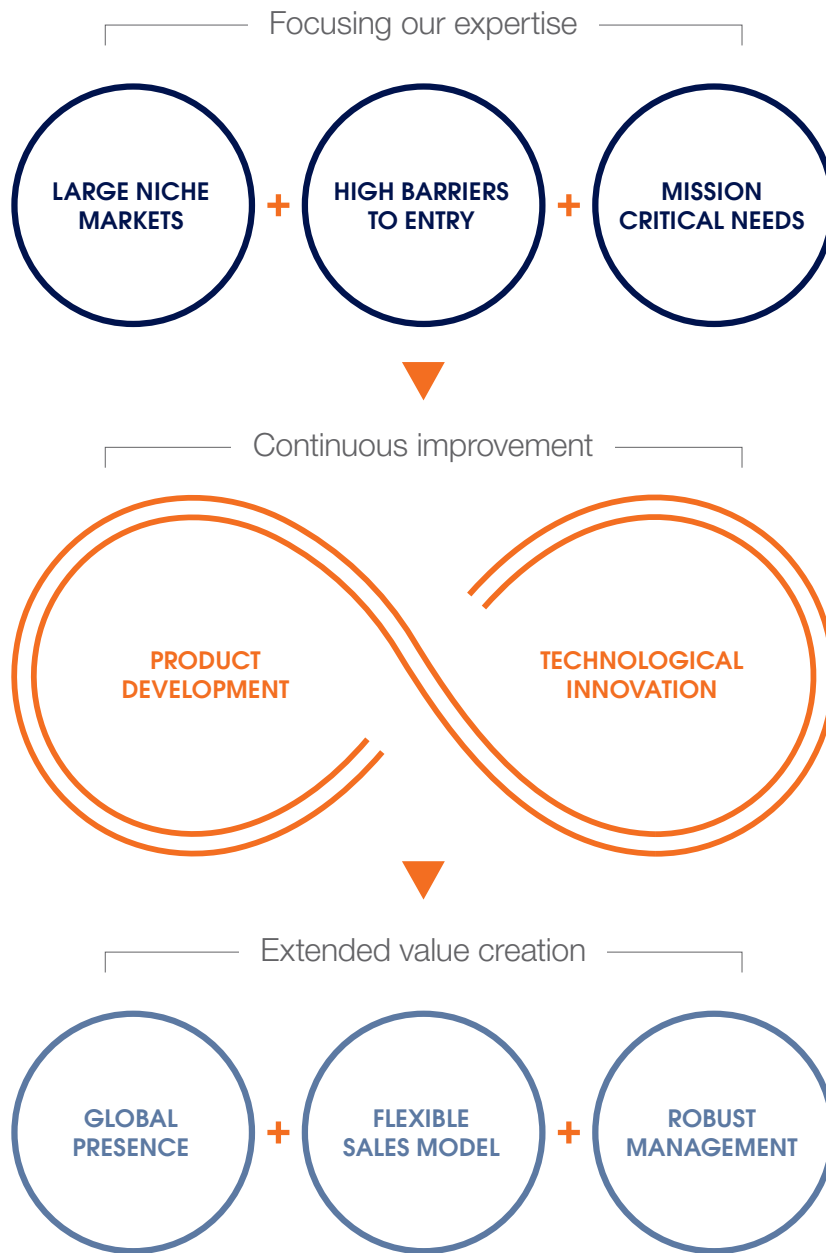 Focusing our expertise
LARGE NICHE
MARKETS
+
HIGH BARRIERS
TO ENTRY
+
MISSION
CRITICAL NEEDS
Continuous improvement
PRODUCT
DEVELOPMENT
TECHNOLOGICAL
INNOVATION
Extended value creation
GLOBAL
PRESENCE
+
FLEXIBLE
SALES MODEL
+
ROBUST
MANAGEMENT